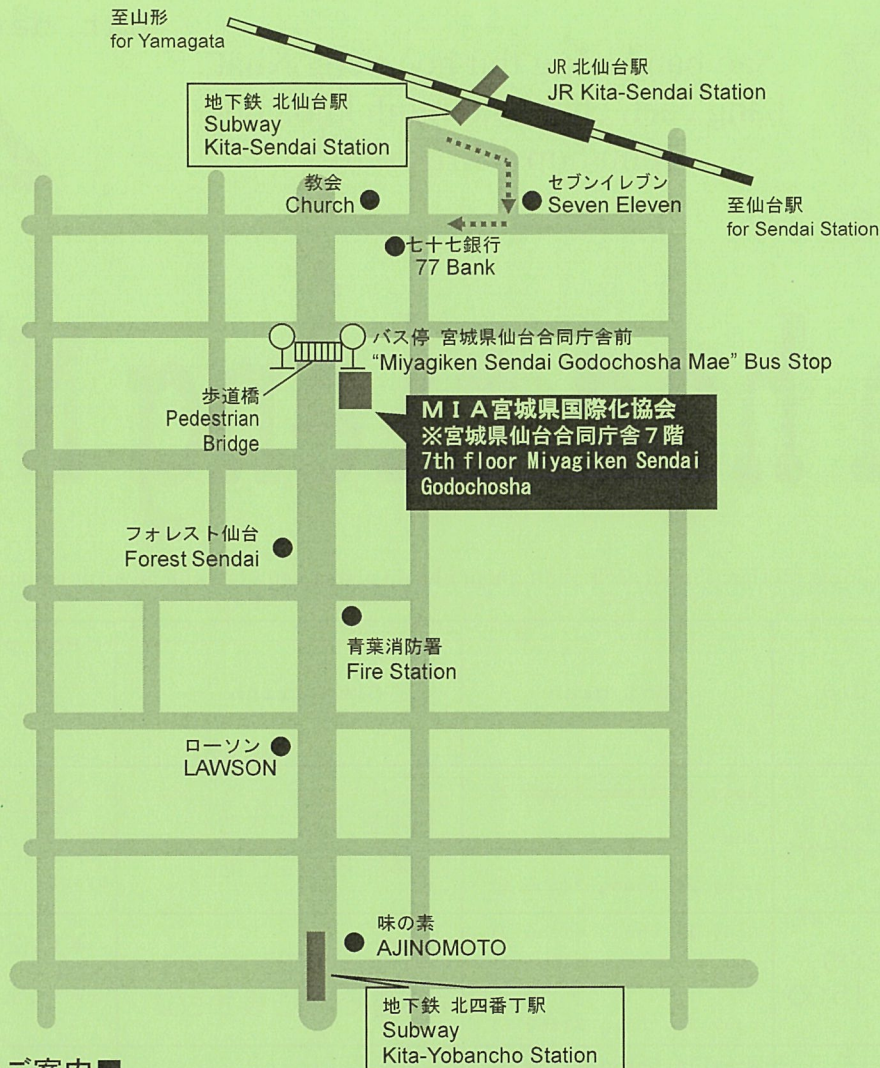 至山形
for Yamagata
JR 北仙台駅
JR Kita-Sendai Station
地下鉄 北仙台駅
Subway
Kita-Sendai Station
教会
Church
セブンイレブン
Seven Eleven
至仙台駅
for Sendai Station
七十七銀行
77 Bank
バス停 宮城県仙台合同庁舎前
“Miyagiken Sendai Godochosha Mae” Bus Stop
歩道橋
Pedestrian
Bridge
ＭＩＡ宮城県国際化協会
※宮城県仙台合同庁舎７階
7th floor Miyagiken Sendai
Godochosha
フォレスト仙台
Forest Sendai
青葉消防署
Fire Station
ローソン
LAWSON
味の素
AJINOMOTO
地下鉄 北四番丁駅
Subway
Kita-Yobancho Station
ご案内■